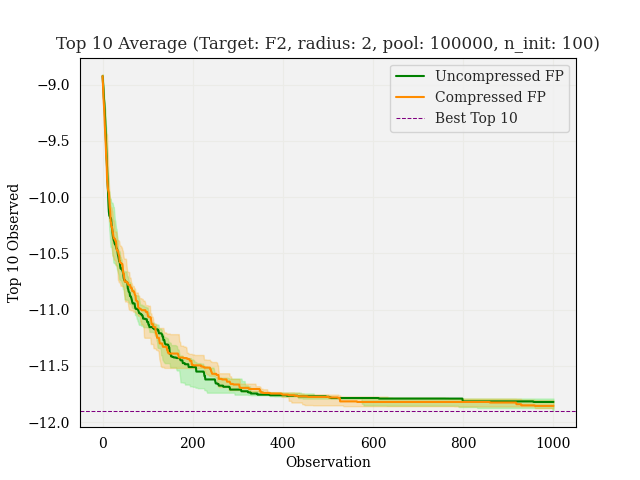 Top 10 Average (Target: F2, radius: 2, pool: 100000, n_init: 100)
Uncompressed FP
Compressed FP
Best Top 10
Top 10 Observed
−9.0
−9.5
−10.0
−10.5
−11.0
−11.5
−12.0
0
200
400
600
800
1000
Observation